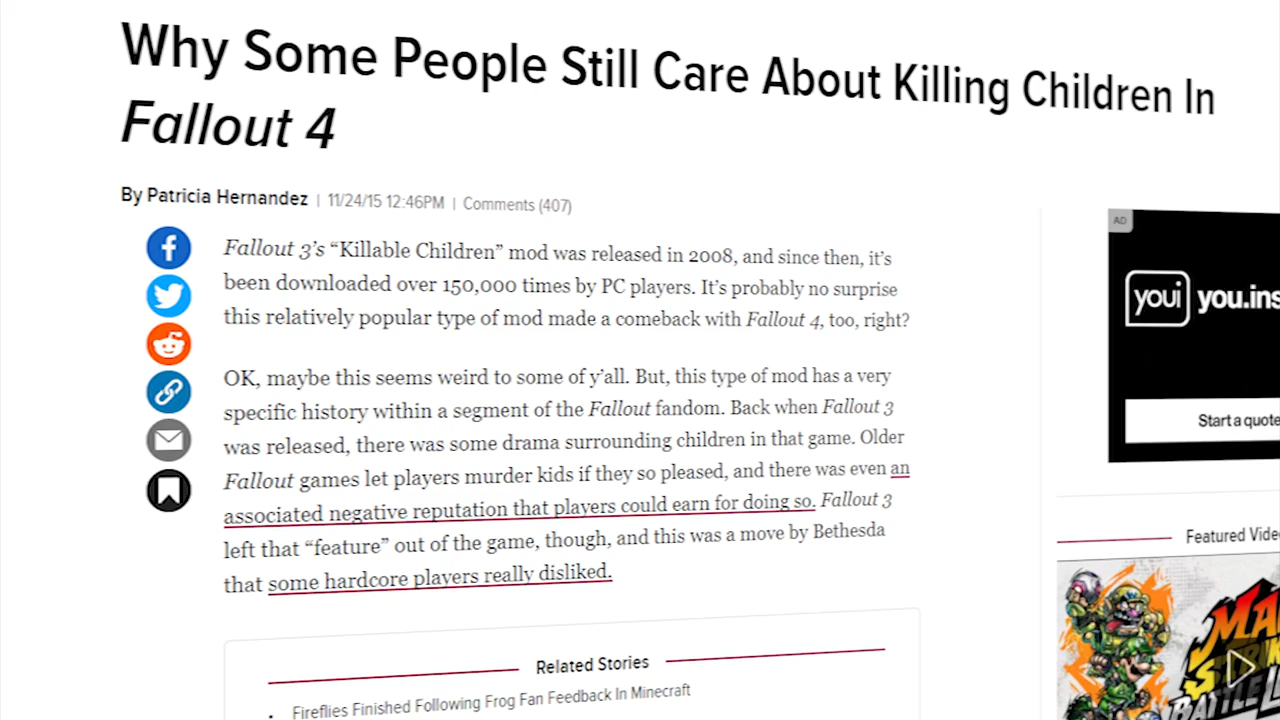 Why Some People Still Care About Killing Children In
Fallout 4
By Patricia Hernandez | 11/24/15 12:46PM | Comments (407)
Fallout 3's “Killable Children” mod was released in 2008, and since then, it's
been downloaded over 150,000 times by PC players. It's probably no surprise
this relatively popular type of mod made a comeback with Fallout 4, too, right?
OK, maybe this seems weird to some of y'all. But, this type of mod has a very
specific history within a segment of the Fallout fandom. Back when Fallout 3
was released, there was some drama surrounding children in that game. Older
Fallout games let players murder kids if they so pleased, and there was even an
associated negative reputation that players could earn for doing so. Fallout 3
left that “feature” out of the game, though, and this was a move by Bethesda
that some hardcore players really disliked.
Related Stories
Fireflies Finished Following Frog Fan Feedback In Minecraft
AD
youi you.ins
Start a quote
Featured Vide
MA
BATTLE L